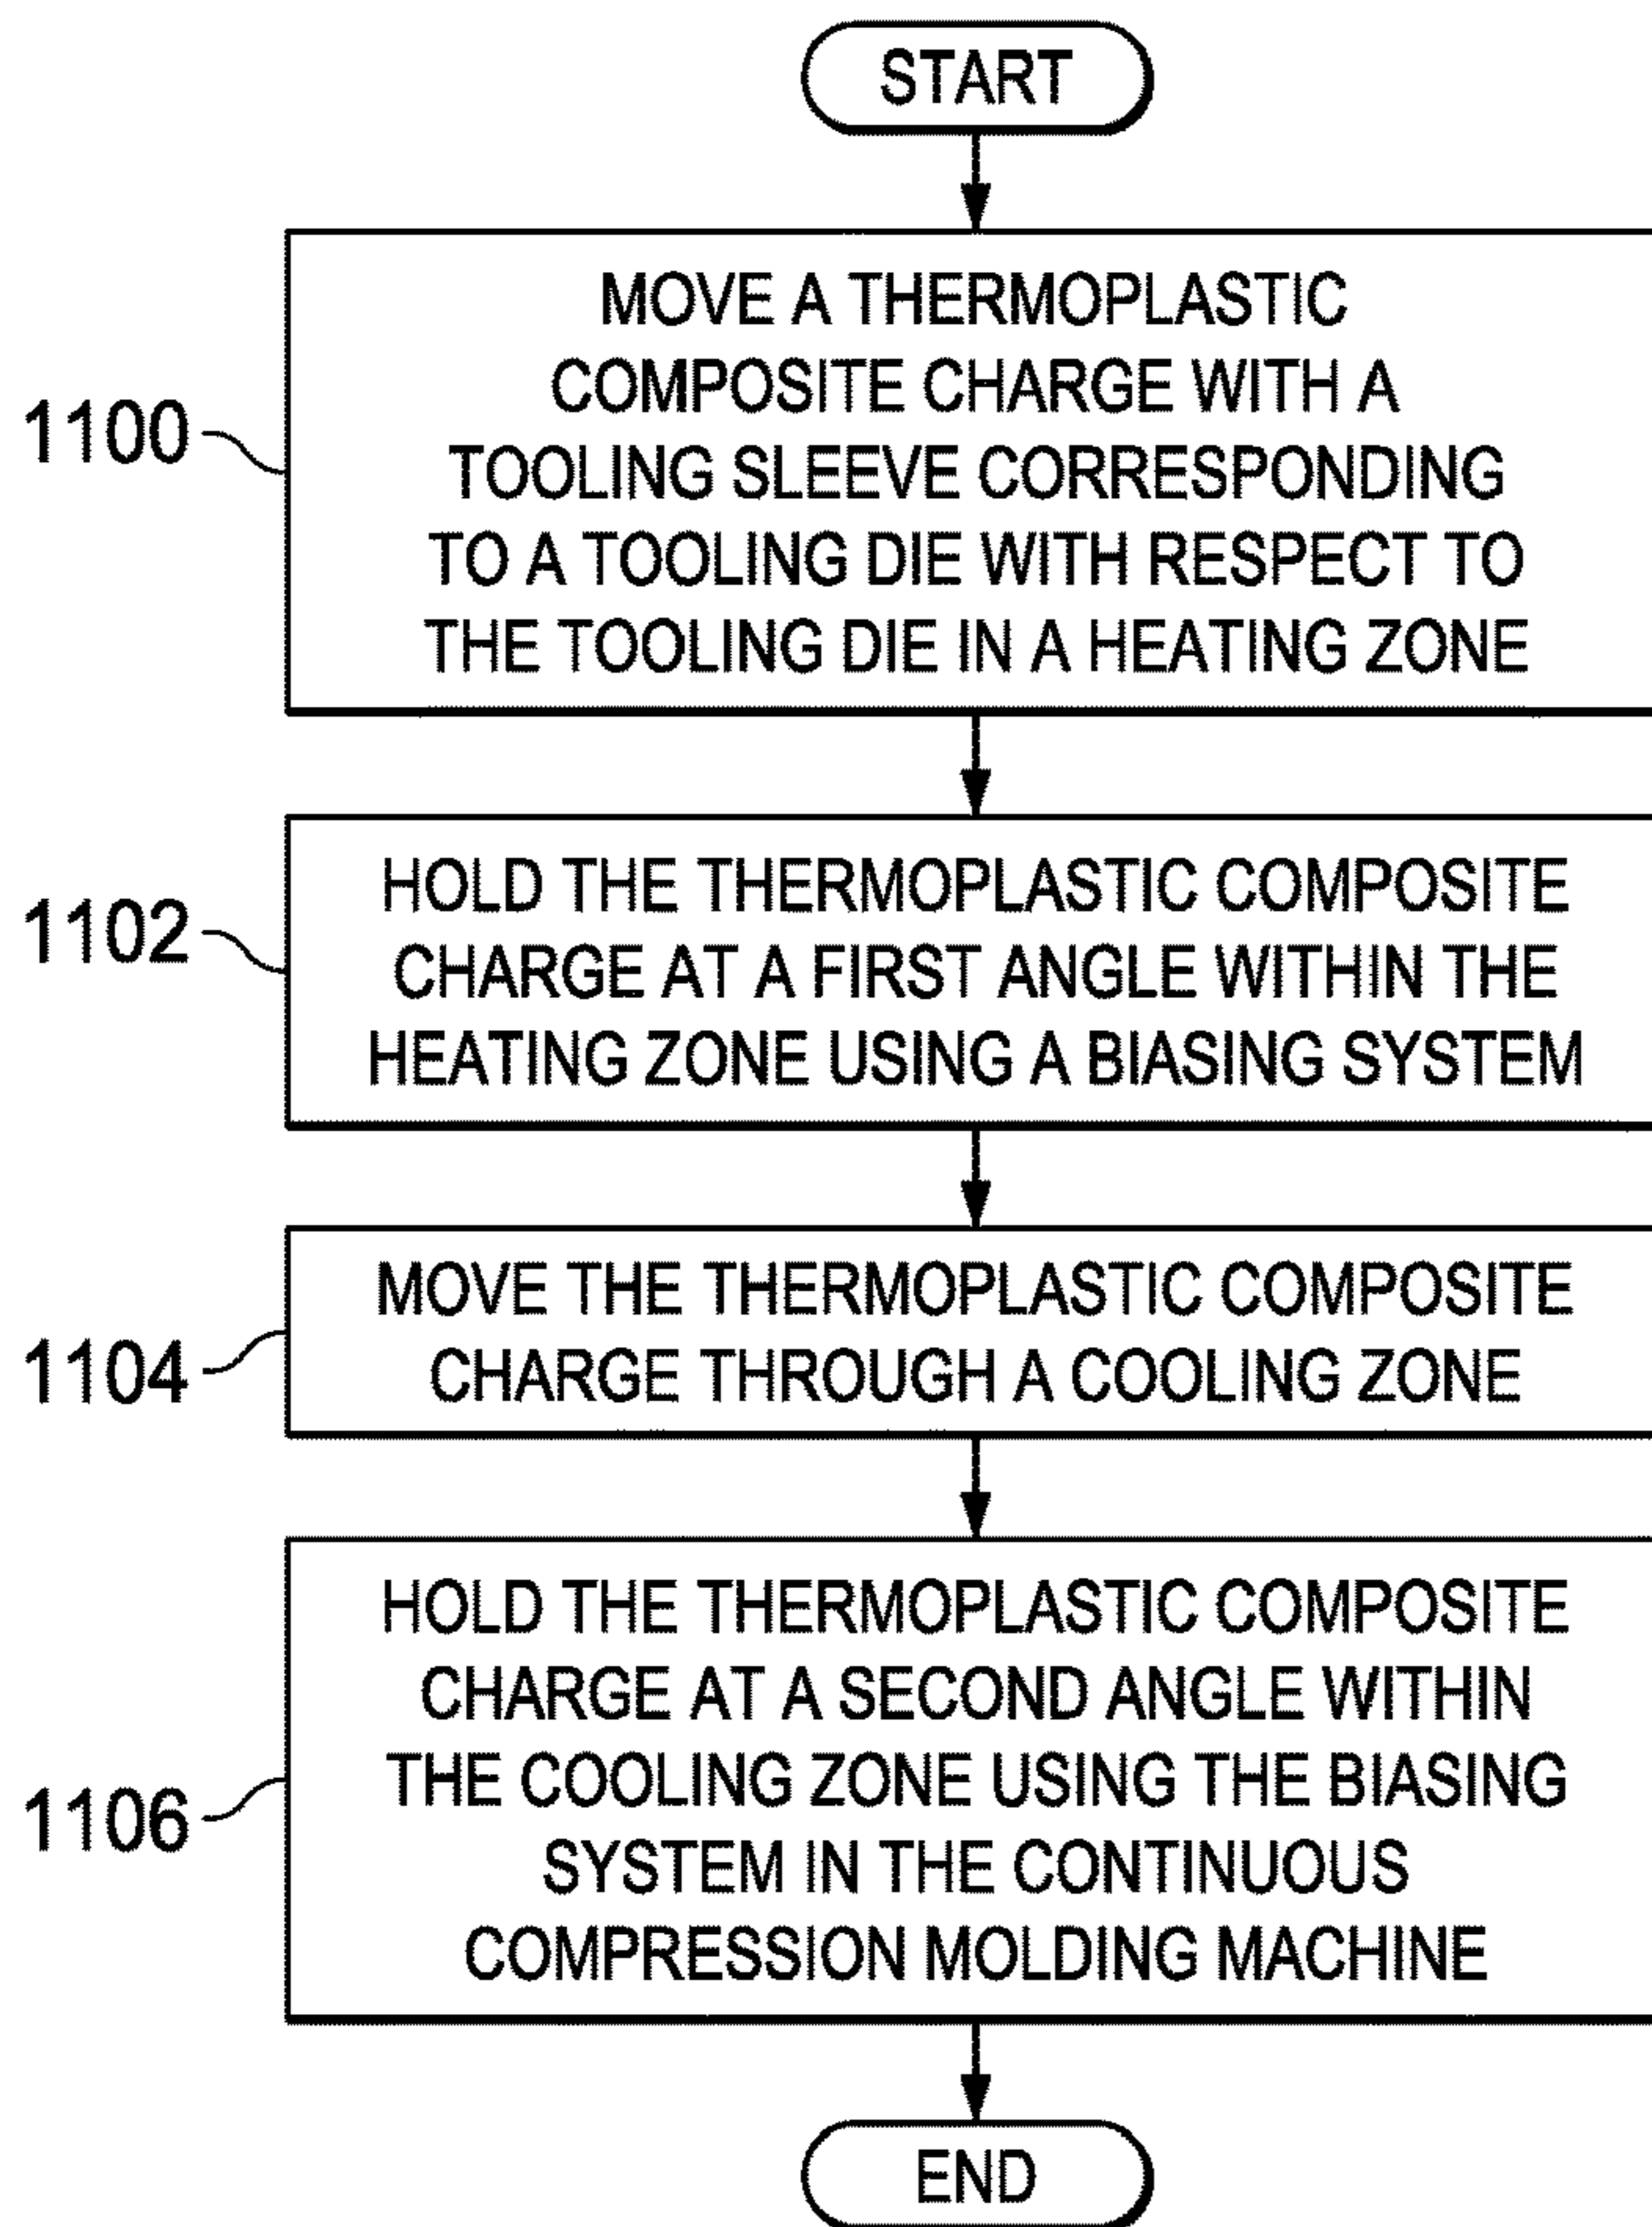 START
1100
MOVE A THERMOPLASTIC
COMPOSITE CHARGE WITH A
TOOLING SLEEVE CORRESPONDING
TO A TOOLING DIE WITH RESPECT TO
THE TOOLING DIE IN A HEATING ZONE
1102
HOLD THE THERMOPLASTIC COMPOSITE
CHARGE AT A FIRST ANGLE WITHIN THE
HEATING ZONE USING A BIASING SYSTEM
1104
MOVE THE THERMOPLASTIC COMPOSITE
CHARGE THROUGH A COOLING ZONE
1106
HOLD THE THERMOPLASTIC COMPOSITE
CHARGE AT A SECOND ANGLE WITHIN
THE COOLING ZONE USING THE BIASING
SYSTEM IN THE CONTINUOUS
COMPRESSION MOLDING MACHINE
END